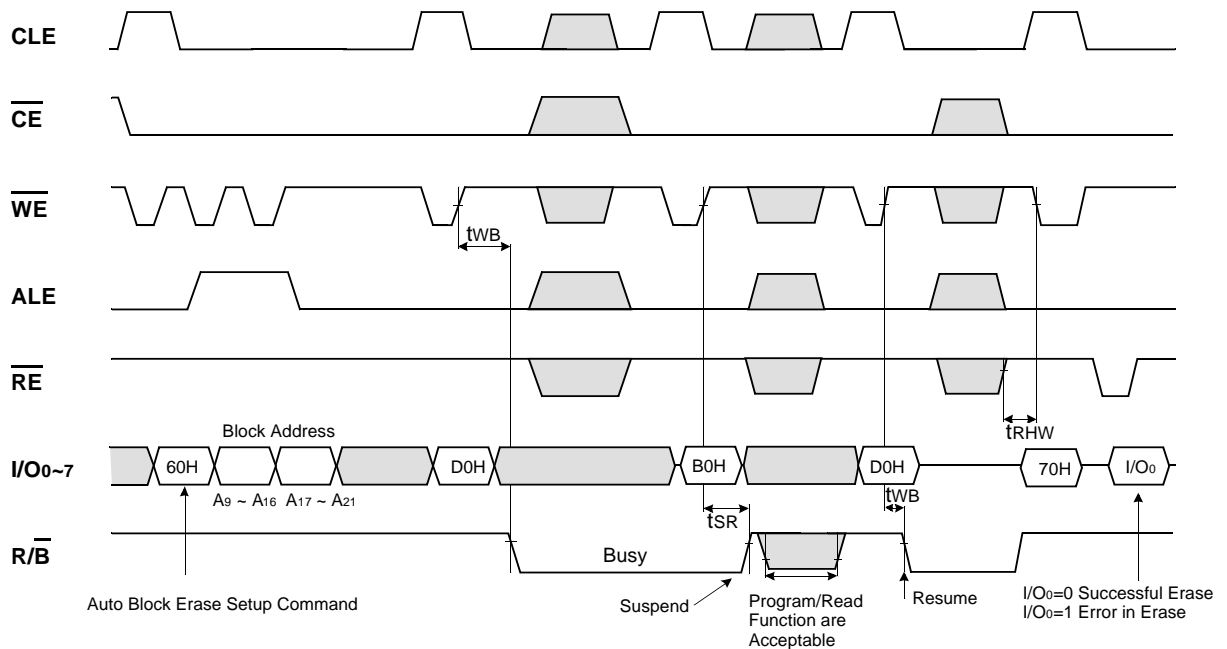 CLE
CE
WE
tWB
ALE
RE
tRHW
Block Address
I/O0~7
60H
D0H
B0H
D0H
70H
I/O0
A9 ~ A16
A17 ~ A21
tSR
tWB
R/B
Busy
Auto Block Erase Setup Command
Suspend
Program/Read
Function are
Acceptable
Resume
I/O0=0 Successful Erase
I/O0=1 Error in Erase